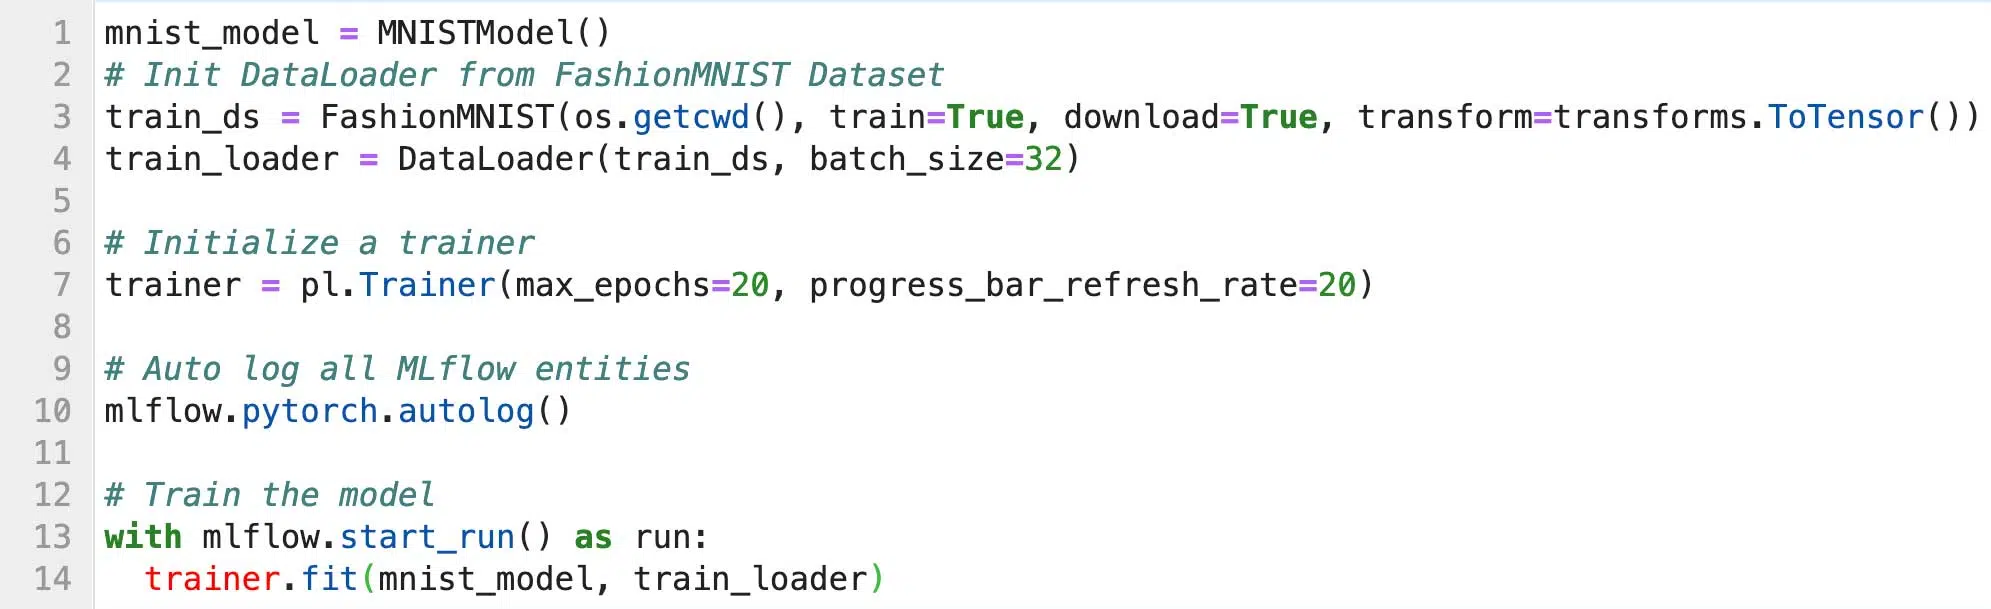 1 mnist_model = MNISTModel()
2 # Init DataLoader from FashionMNIST Dataset
3 train_ds = FashionMNIST(os.getcwd(), train=True, download=True, transform=transforms.ToTensor())
4 train_loader = DataLoader(train_ds, batch_size=32)
5
6 # Initialize a trainer
7 trainer = pl.Trainer(max_epochs=20, progress_bar_refresh_rate=20)
8
9 # Auto log all MLflow entities
10 mlflow.pytorch.autolog()
11
12 # Train the model
13 with mlflow.start_run() as run:
14   trainer.fit(mnist_model, train_loader)